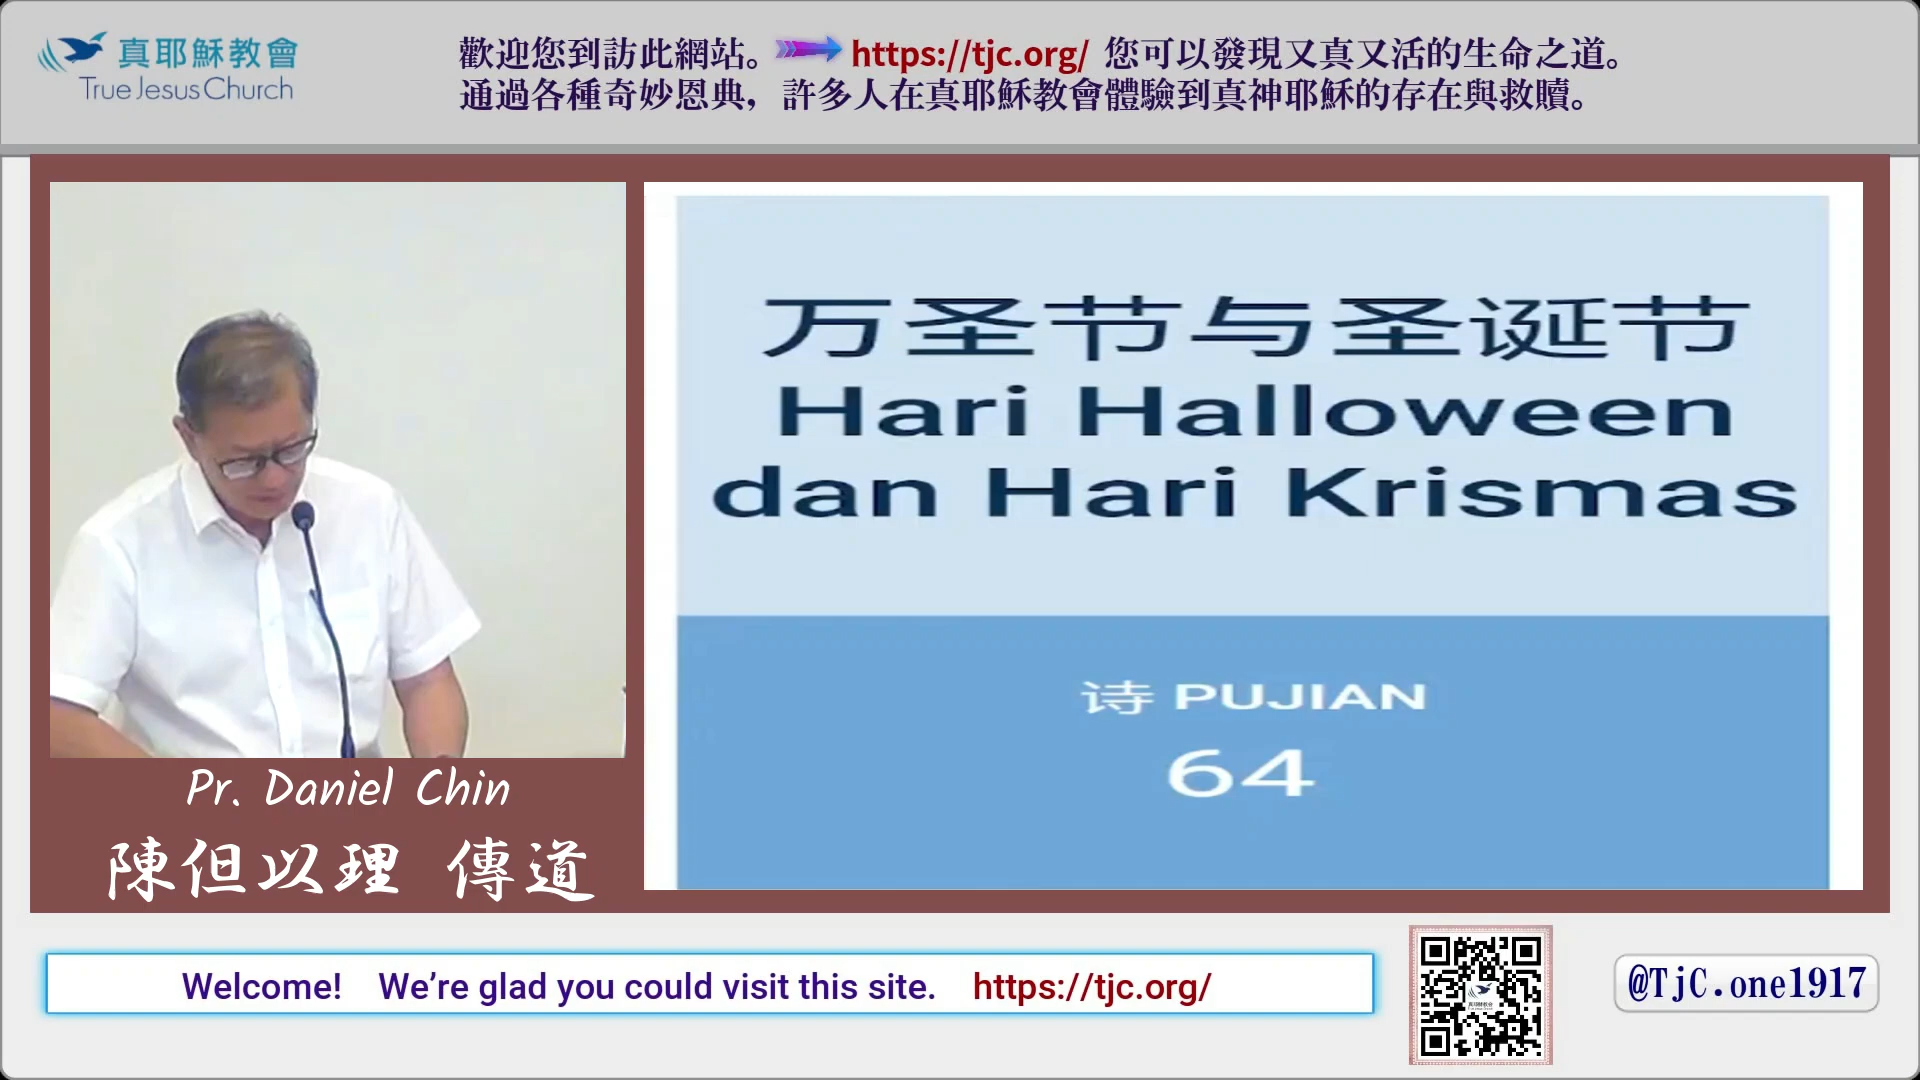 真耶穌教會
True Jesus Church
歡迎您到訪此網站。 https://tjc.org/ 您可以發現又真又活的生命之道。
通過各種奇妙恩典，許多人在真耶穌教會體驗到真神耶穌的存在與救贖。
万圣节与圣诞节
Hari Halloween
dan Hari Krismas
诗 PUJIAN
64
Pr. Daniel Chin
陳但以理 傳道
Welcome! We’re glad you could visit this site. https://tjc.org/
@TjC.one1917